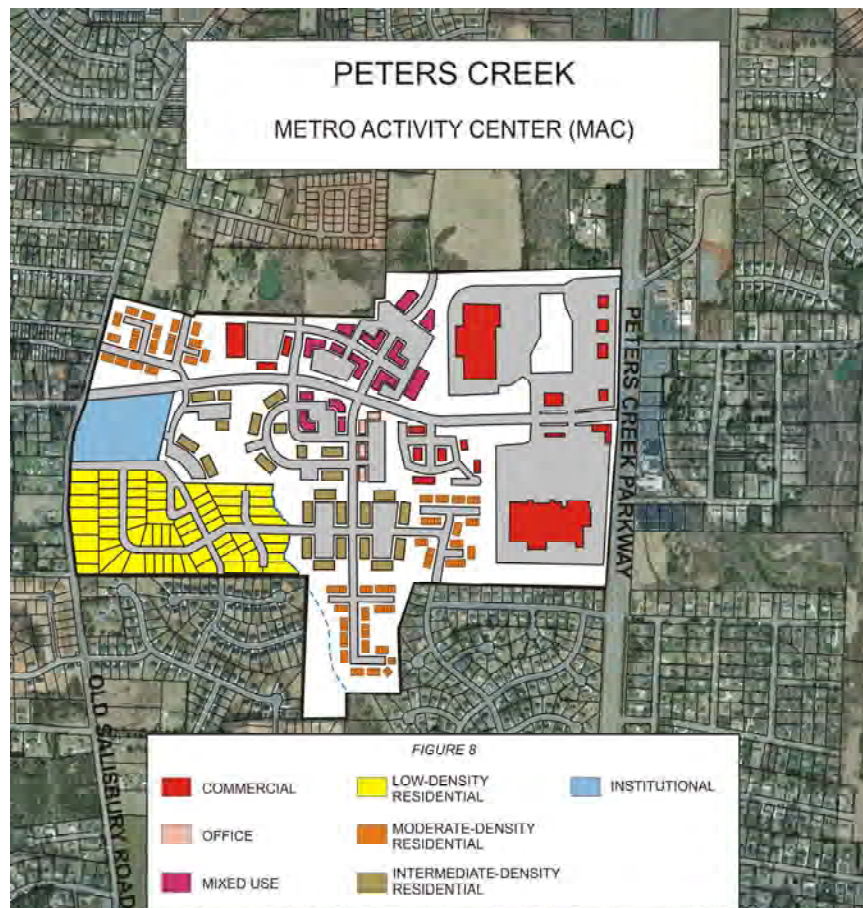 PETERS CREEK
METRO ACTIVITY CENTER (MAC)
PETERS CREEK PARKWAY
OLD SALISBURY ROAD
FIGURE 8
COMMERCIAL
LOW-DENSITY
RESIDENTIAL
INSTITUTIONAL
OFFICE
MODERATE-DENSITY
RESIDENTIAL
MIXED USE
INTERMEDIATE-DENSITY
RESIDENTIAL